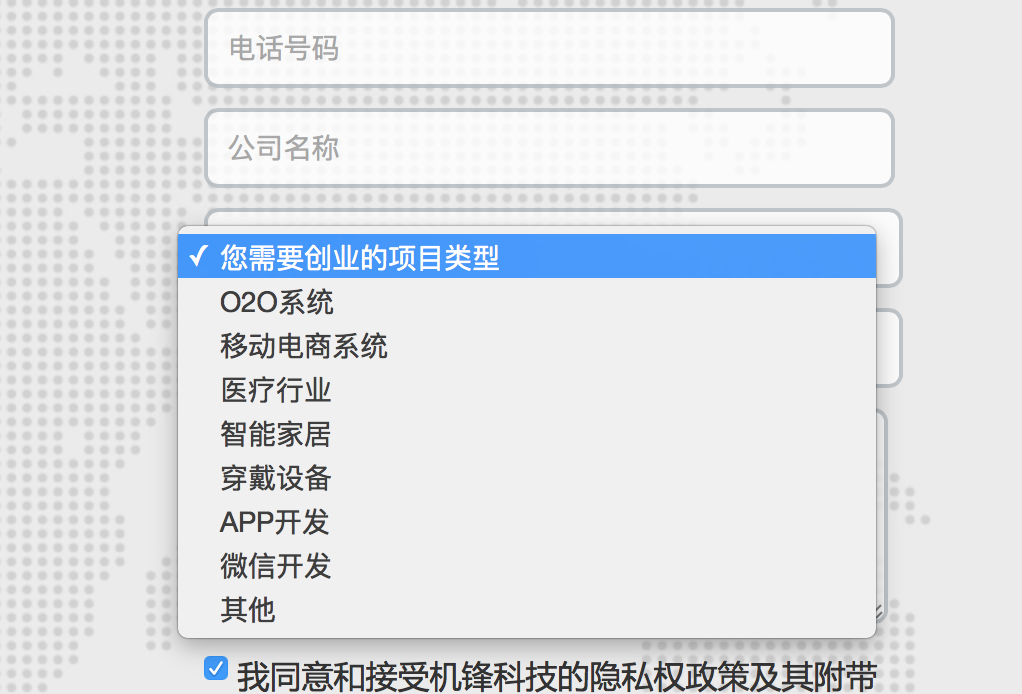 电话号码
公司名称
您需要创业的项目类型
O2O系统
移动电商系统
医疗行业
智能家居
穿戴设备
APP开发
微信开发
其他
我同意和接受机锋科技的隐私权政策及其附带